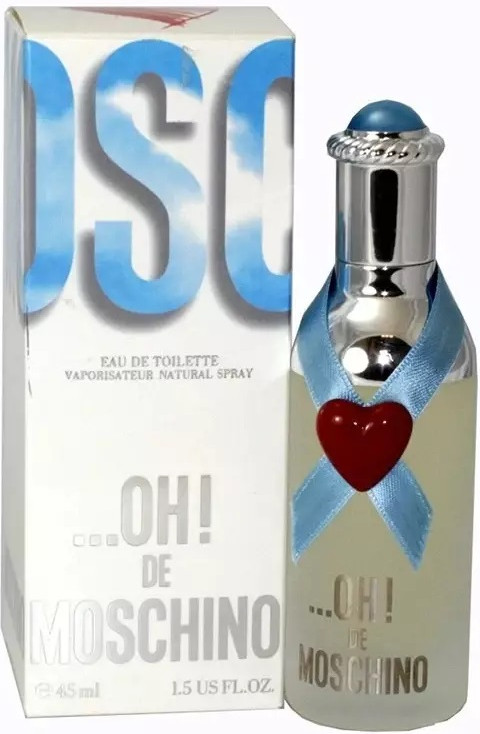 OSC
EAU DE TOILETTE
VAPORISATEUR NATURAL SPRAY
...OH!
DE
MOSCHINO
℮ 45 ml 1.5 US FL.OZ.
...OH!
DE
MOSCHINO